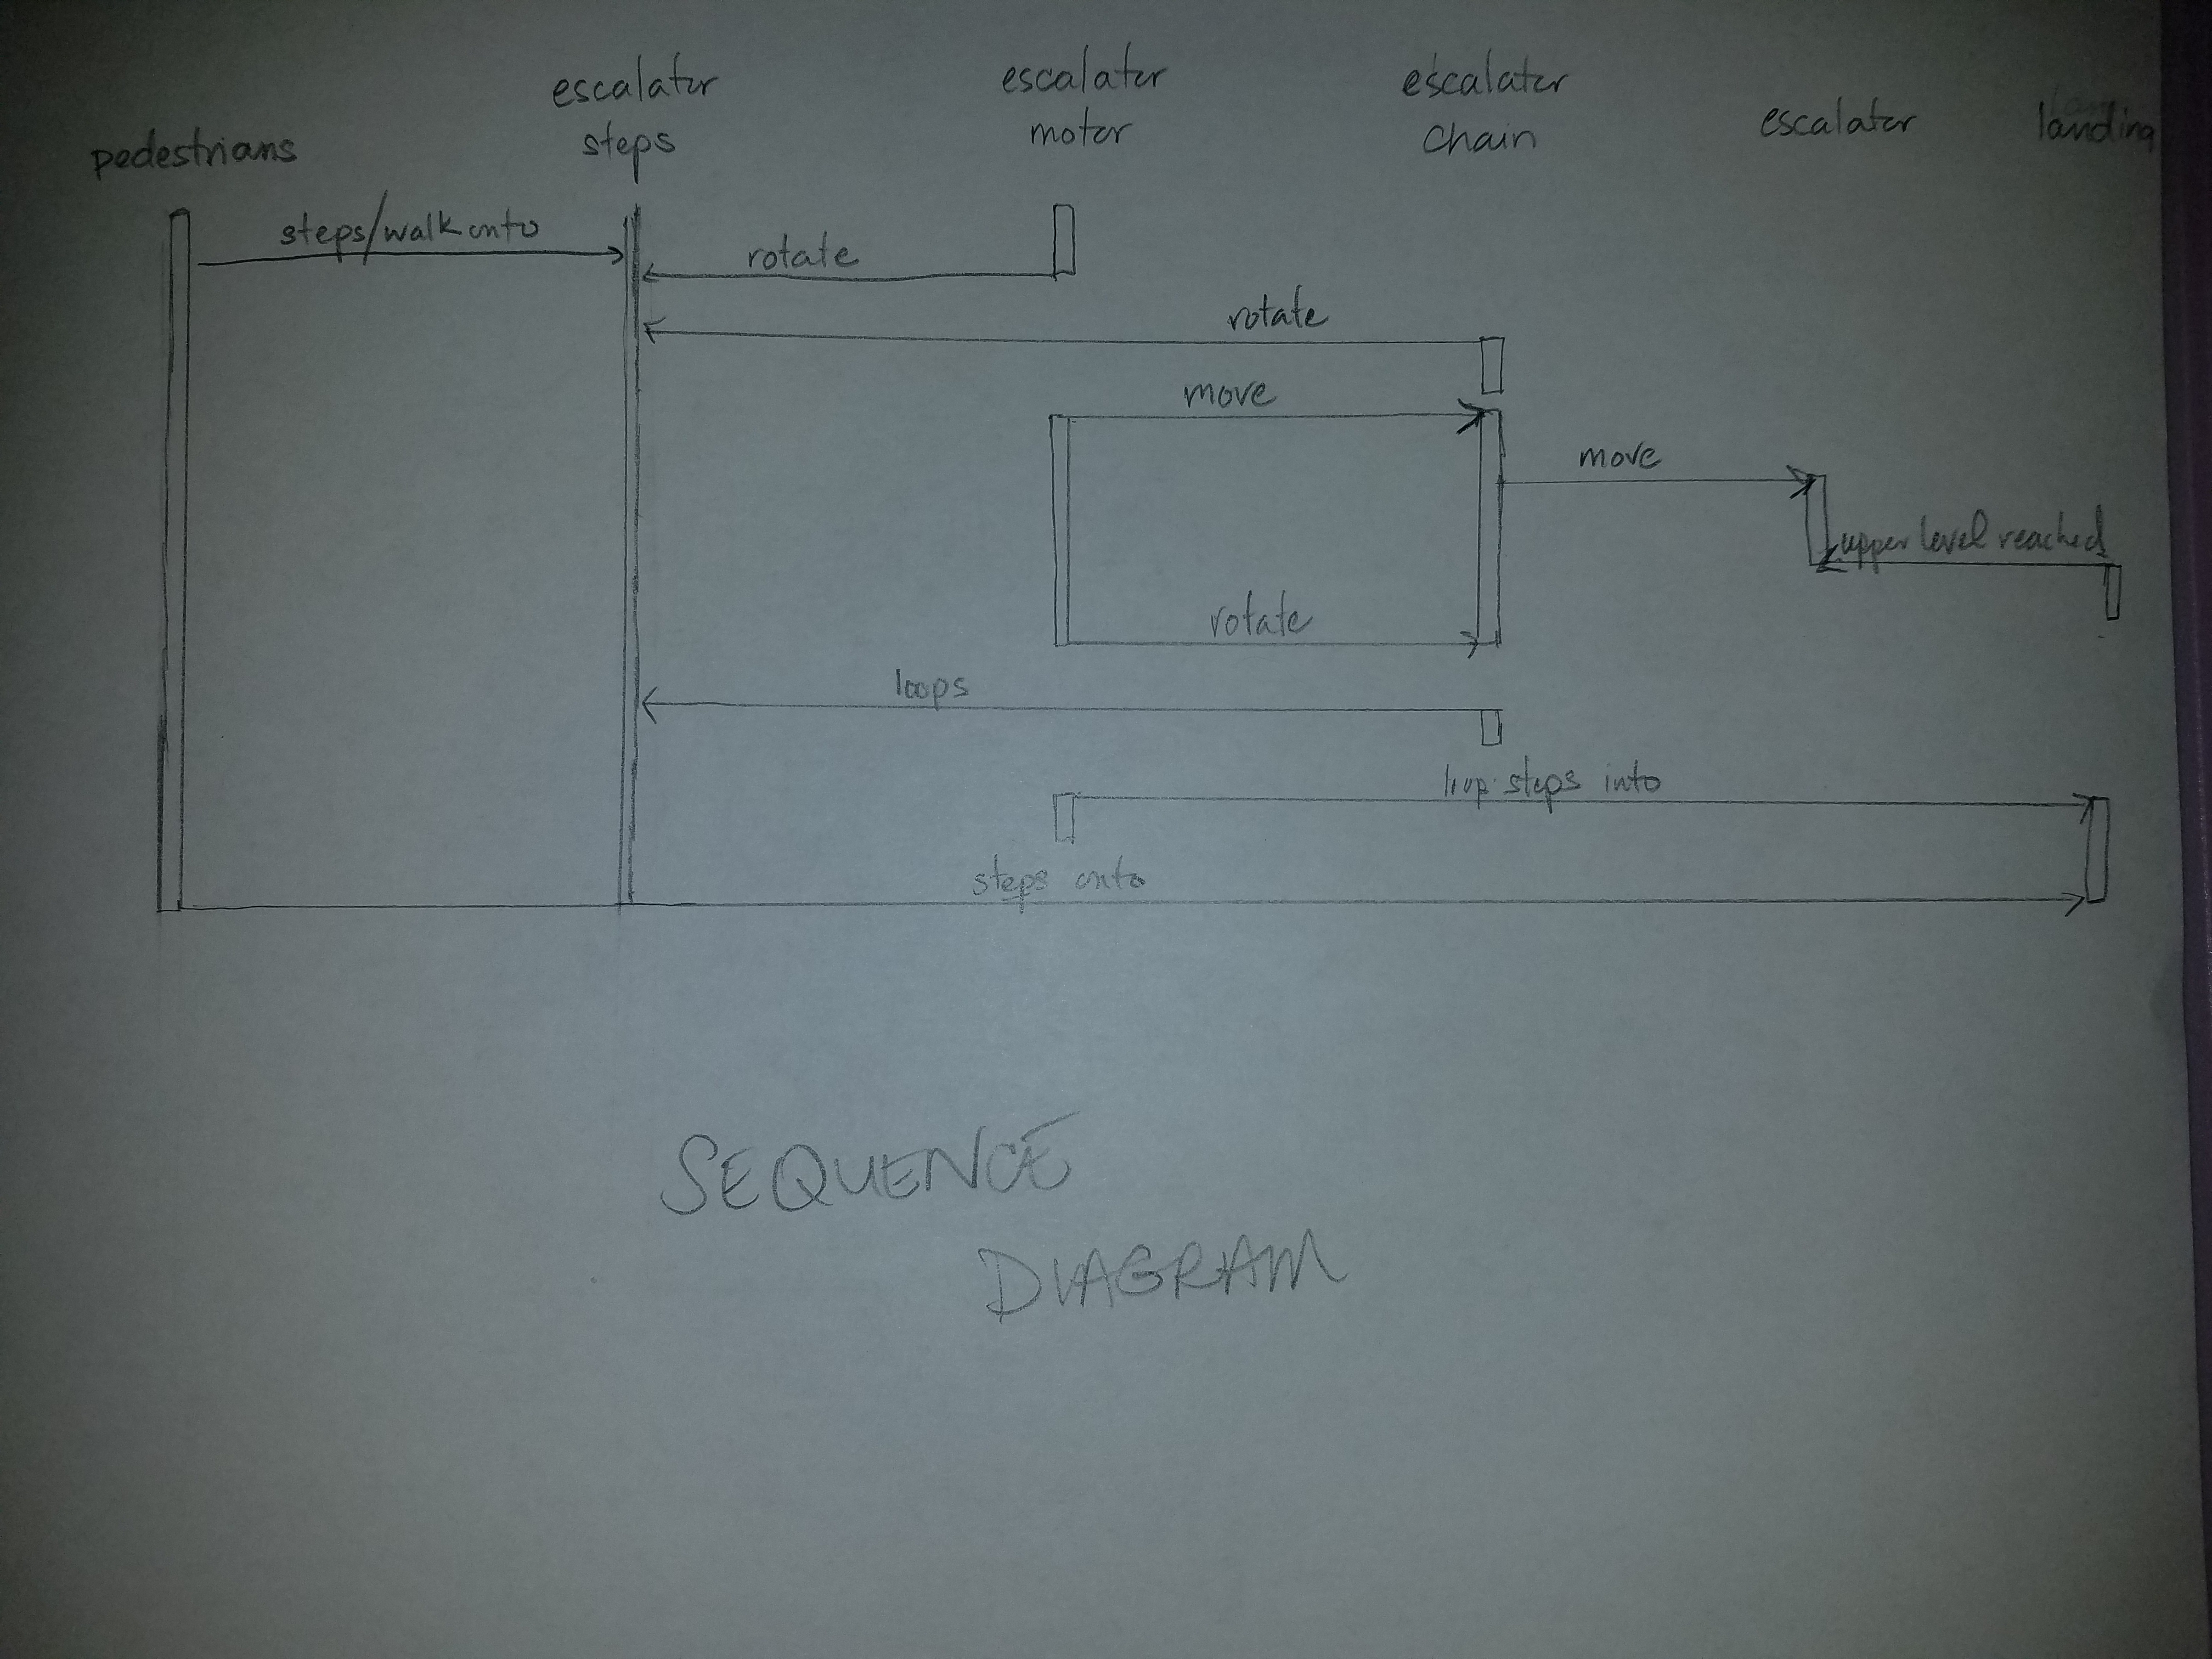 pedestrians
escalator
steps
escalator
motor
escalator
chain
escalator
landing
steps/walk onto
rotate
rotate
move
move
upper level reached
rotate
loops
steps into
steps onto
SEQUENCE
DIAGRAM